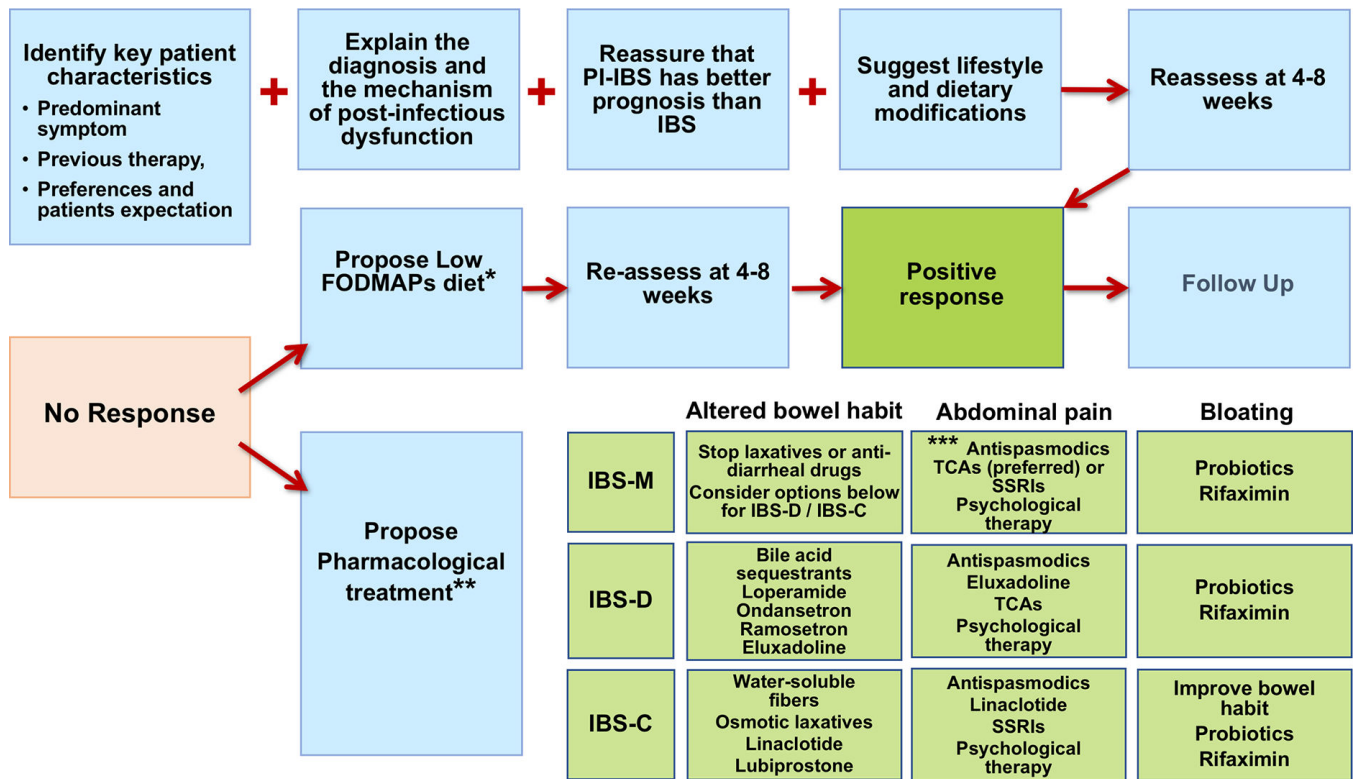 Identify key patient
characteristics
• Predominant
symptom
• Previous therapy,
• Preferences and
patients expectation
+
Explain the
diagnosis and
the mechanism
of post-infectious
dysfunction
+
Reassure that
PI-IBS has better
prognosis than
IBS
+
Suggest lifestyle
and dietary
modifications
Reassess at 4-8
weeks
Propose Low
FODMAPs diet*
Re-assess at 4-8
weeks
Positive
response
Follow Up
No Response
Propose
Pharmacological
treatment**
Altered bowel habit
Abdominal pain
Bloating
IBS-M
Stop laxatives or anti-
diarrheal drugs
Consider options below
for IBS-D / IBS-C
*** Antispasmodics
TCAs (preferred) or
SSRIs
Psychological
therapy
Probiotics
Rifaximin
IBS-D
Bile acid
sequestrants
Loperamide
Ondansetron
Ramosetron
Eluxadoline
Antispasmodics
Eluxadoline
TCAs
Psychological
therapy
Probiotics
Rifaximin
IBS-C
Water-soluble
fibers
Osmotic laxatives
Linaclotide
Lubiprostone
Antispasmodics
Linaclotide
SSRIs
Psychological
therapy
Improve bowel
habit
Probiotics
Rifaximin